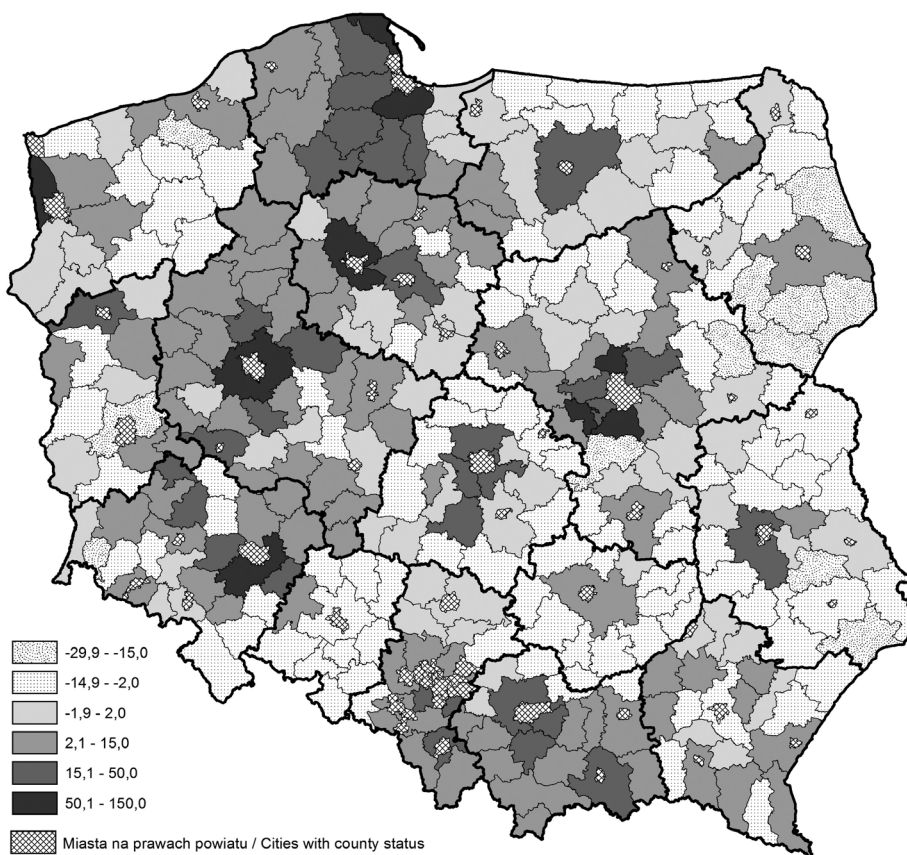 -29,9 - -15,0
-14,9 - -2,0
-1,9 - 2,0
2,1 - 15,0
15,1 - 50,0
50,1 - 150,0
Miasta na prawach powiatu / Cities with county status